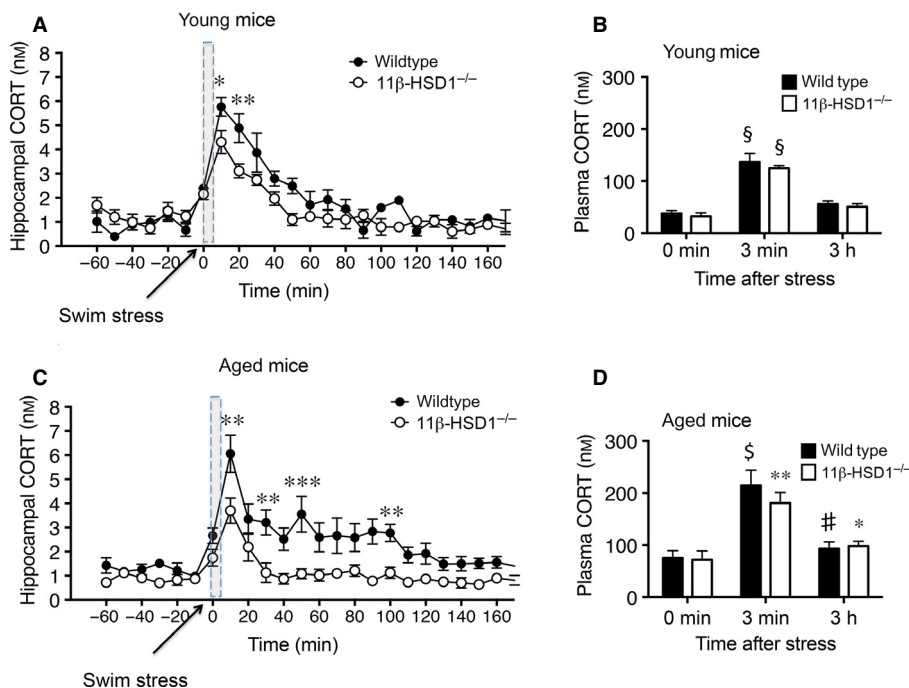 A
Young mice
Hippocampal CORT (nM)
8
7
6
5
4
3
2
1
0
Wildtype
11β-HSD1⁻/⁻
*
**
−60 −40 −20 0 20 40 60 80 100 120 140 160
Time (min)
Swim stress
B
Young mice
Plasma CORT (nM)
300
200
100
0
Wild type
11β-HSD1⁻/⁻
§ §
0 min 3 min 3 h
Time after stress
C
Aged mice
Hippocampal CORT (nM)
8
7
6
5
4
3
2
1
0
Wildtype
11β-HSD1⁻/⁻
** ** *** **
−60 −40 −20 0 20 40 60 80 100 120 140 160
Time (min)
Swim stress
D
Aged mice
Plasma CORT (nM)
300
200
100
0
Wild type
11β-HSD1⁻/⁻
$ ** # *
0 min 3 min 3 h
Time after stress